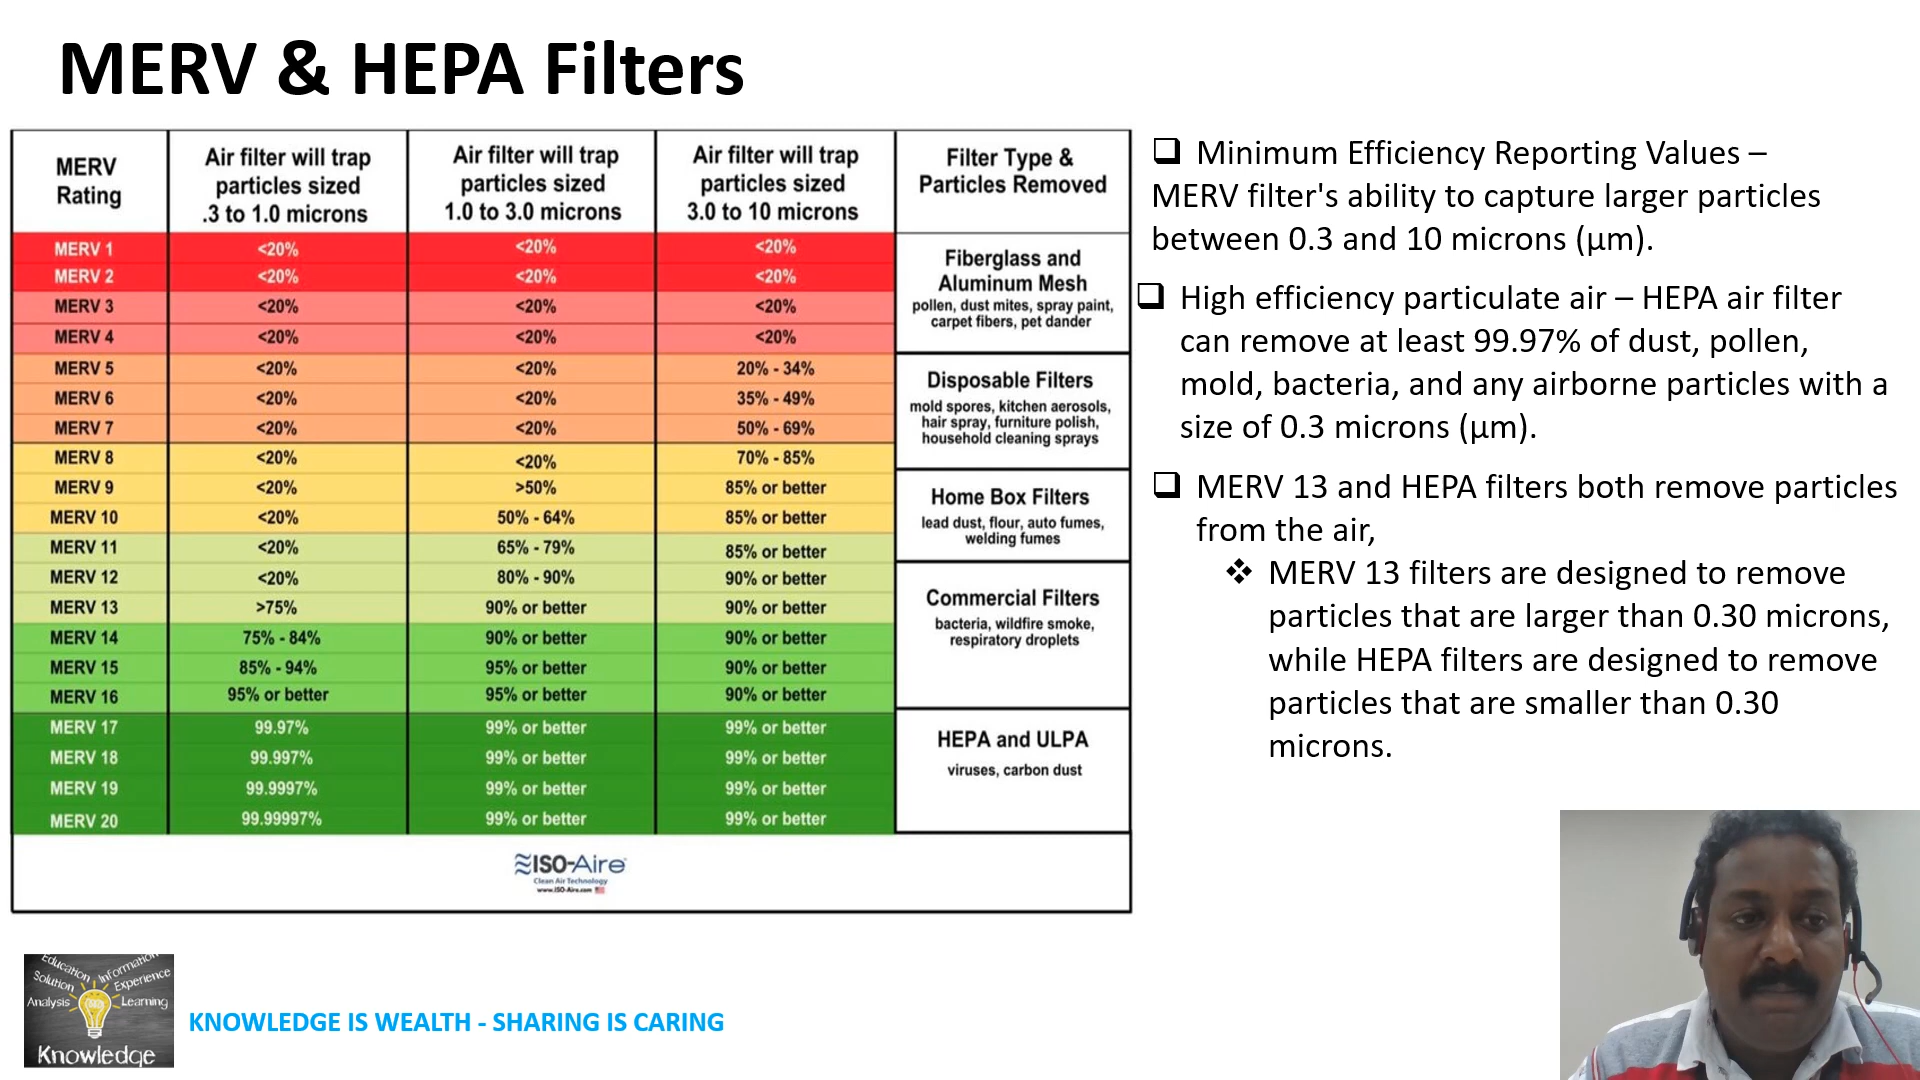 MERV & HEPA Filters
MERV
Rating
Air filter will trap
particles sized
.3 to 1.0 microns
Air filter will trap
particles sized
1.0 to 3.0 microns
Air filter will trap
particles sized
3.0 to 10 microns
Filter Type &
Particles Removed
MERV 1 <20% <20% <20%
MERV 2 <20% <20% <20%
MERV 3 <20% <20% <20%
MERV 4 <20% <20% <20%
Fiberglass and
Aluminum Mesh
pollen, dust mites, spray paint,
carpet fibers, pet dander
MERV 5 <20% <20% 20% - 34%
MERV 6 <20% <20% 35% - 49%
MERV 7 <20% <20% 50% - 69%
MERV 8 <20% <20% 70% - 85%
Disposable Filters
mold spores, kitchen aerosols,
hair spray, furniture polish,
household cleaning sprays
MERV 9 <20% >50% 85% or better
MERV 10 <20% 50% - 64% 85% or better
MERV 11 <20% 65% - 79% 85% or better
Home Box Filters
lead dust, flour, auto fumes,
welding fumes
MERV 12 <20% 80% - 90% 90% or better
MERV 13 >75% 90% or better 90% or better
MERV 14 75% - 84% 90% or better 90% or better
MERV 15 85% - 94% 95% or better 90% or better
MERV 16 95% or better 95% or better 90% or better
Commercial Filters
bacteria, wildfire smoke,
respiratory droplets
MERV 17 99.97% 99% or better 99% or better
MERV 18 99.997% 99% or better 99% or better
MERV 19 99.9997% 99% or better 99% or better
MERV 20 99.99997% 99% or better 99% or better
HEPA and ULPA
viruses, carbon dust
ISO-Aire
Clean Air Technology
www.ISO-Aire.com
❑ Minimum Efficiency Reporting Values –
MERV filter's ability to capture larger particles
between 0.3 and 10 microns (µm).
❑ High efficiency particulate air – HEPA air filter
can remove at least 99.97% of dust, pollen,
mold, bacteria, and any airborne particles with a
size of 0.3 microns (µm).
❑ MERV 13 and HEPA filters both remove particles
from the air,
❖ MERV 13 filters are designed to remove
particles that are larger than 0.30 microns,
while HEPA filters are designed to remove
particles that are smaller than 0.30
microns.
Education
Information
Solution
Experience
Analysis
Learning
Knowledge
KNOWLEDGE IS WEALTH - SHARING IS CARING